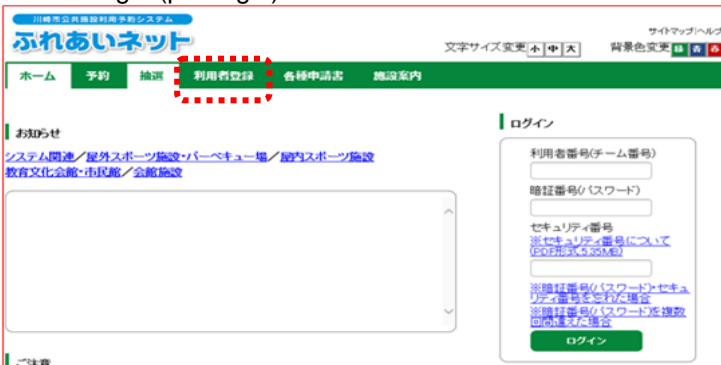 川崎市公共施設利用予約システム
ふれあいネット
サイトマップ|ヘルプ
文字サイズ変更 小 中 大 背景色変更 緑 青 赤
ホーム 予約 抽選 利用者登録 各種申請書 施設案内
お知らせ
システム関連／屋外スポーツ施設・バーベキュー場／屋内スポーツ施設
教育文化会館・市民館／会館施設
ログイン
利用者番号(チーム番号)
暗証番号(パスワード)
セキュリティ番号
※セキュリティ番号について
(PDF形式,5.35MB)
※暗証番号(パスワード)・セキュ
リティ番号を忘れた場合
※暗証番号(パスワード)を複数
回間違えた場合
ログイン
ご注意